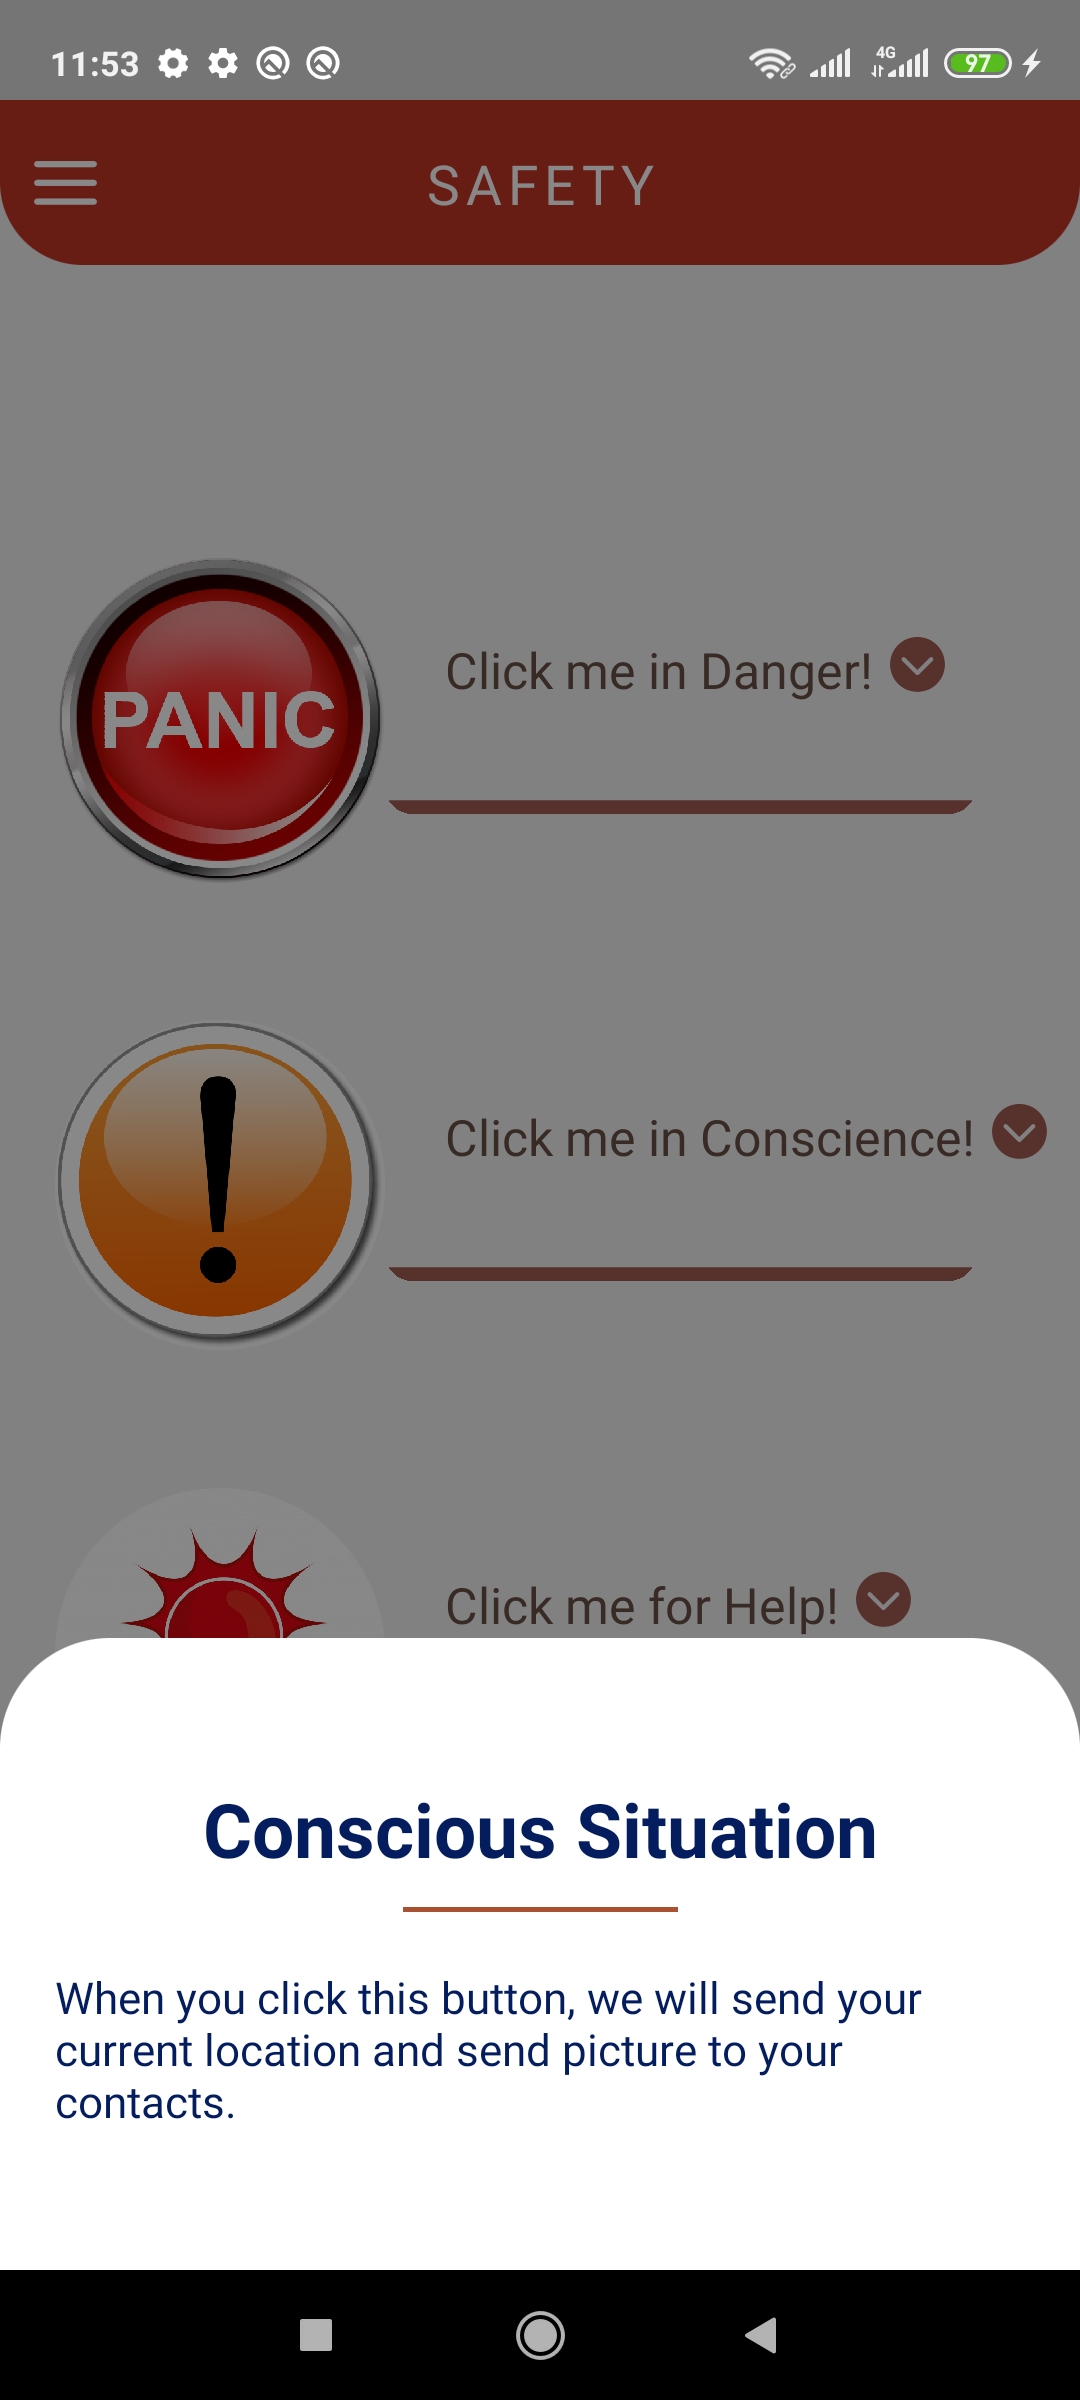 11:53
4G
97
SAFETY
PANIC
Click me in Danger!
Click me in Conscience!
Click me for Help!
Conscious Situation
When you click this button, we will send your
current location and send picture to your
contacts.